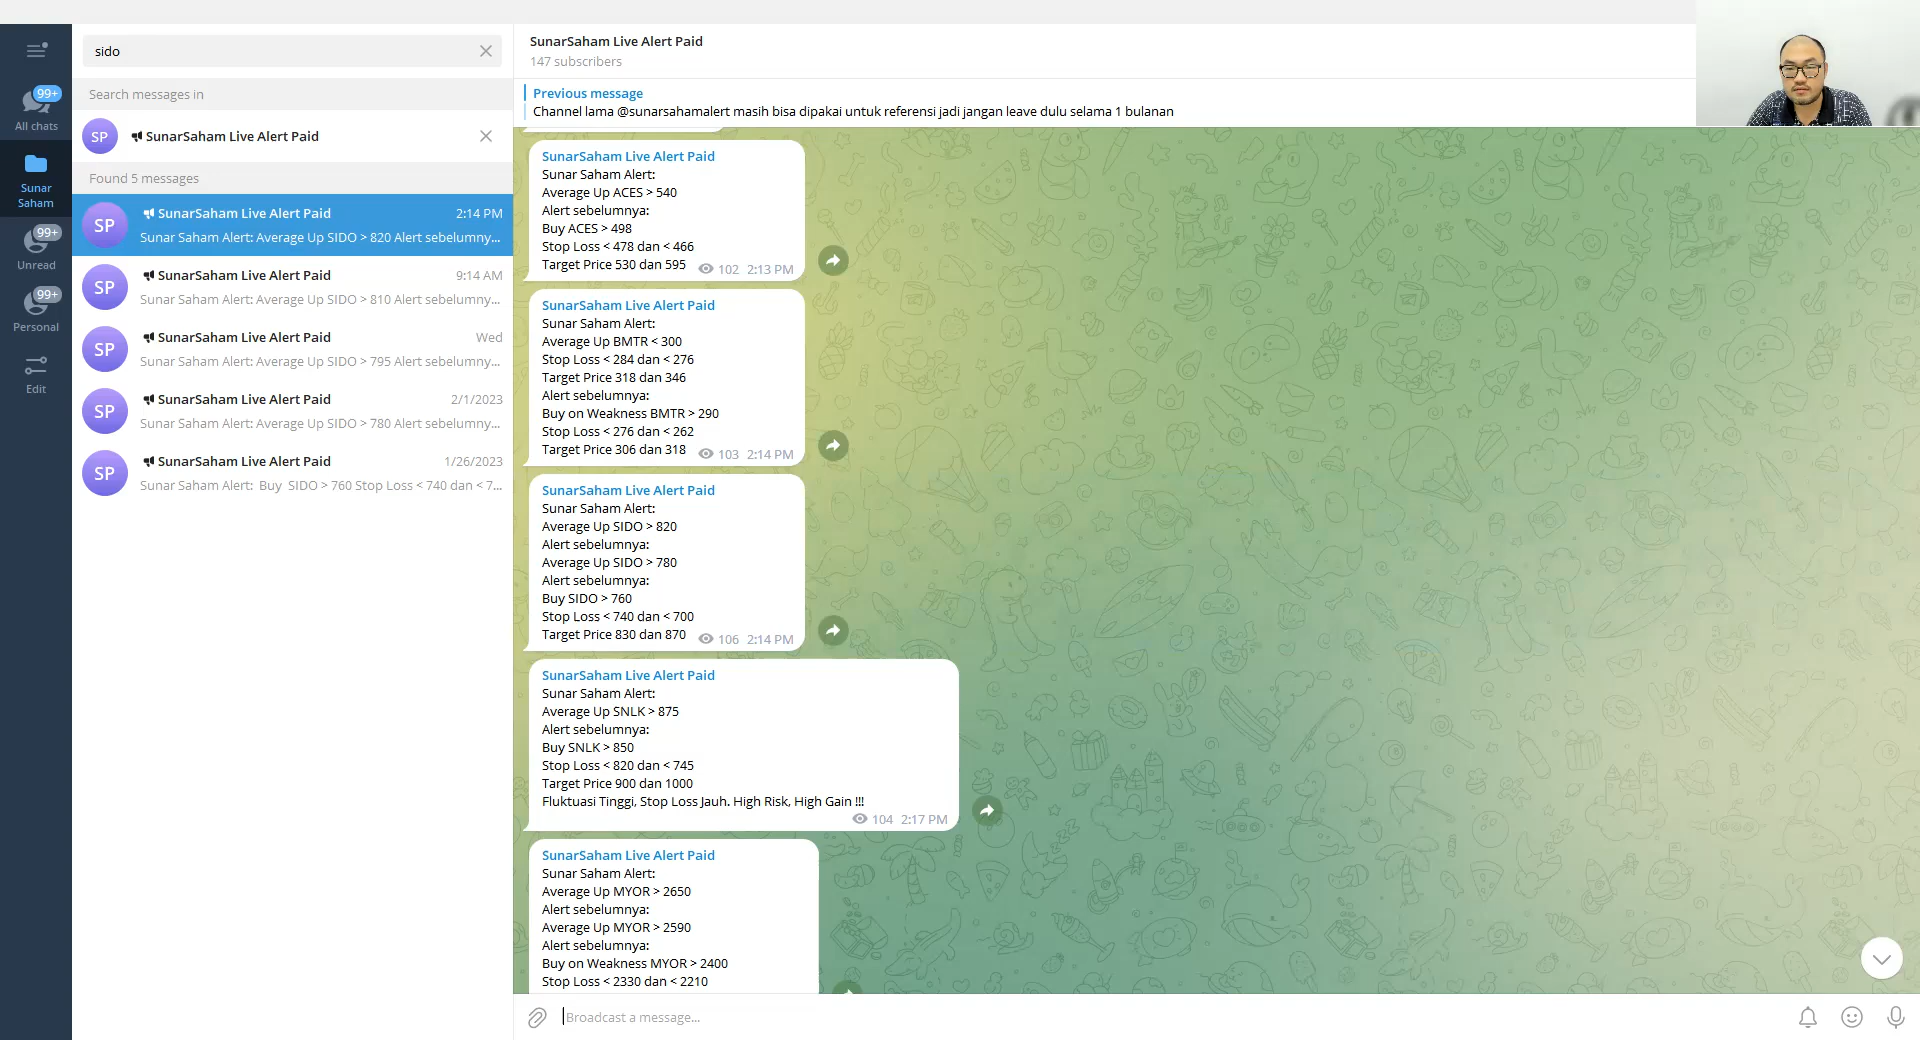 sido
Search messages in
SP
SunarSaham Live Alert Paid
Found 5 messages
SP
SunarSaham Live Alert Paid 2:14 PM
Sunar Saham Alert: Average Up SIDO > 820 Alert sebelumny...
SP
SunarSaham Live Alert Paid 9:14 AM
Sunar Saham Alert: Average Up SIDO > 810 Alert sebelumny...
SP
SunarSaham Live Alert Paid Wed
Sunar Saham Alert: Average Up SIDO > 795 Alert sebelumny...
SP
SunarSaham Live Alert Paid 2/1/2023
Sunar Saham Alert: Average Up SIDO > 780 Alert sebelumny...
SP
SunarSaham Live Alert Paid 1/26/2023
Sunar Saham Alert: Buy SIDO > 760 Stop Loss < 740 dan < 7...
99+
All chats
Sunar
Saham
99+
Unread
99+
Personal
Edit
SunarSaham Live Alert Paid
147 subscribers
Previous message
Channel lama @sunarsahamalert masih bisa dipakai untuk referensi jadi jangan leave dulu selama 1 bulanan
SunarSaham Live Alert Paid
Sunar Saham Alert:
Average Up ACES > 540
Alert sebelumnya:
Buy ACES > 498
Stop Loss < 478 dan < 466
Target Price 530 dan 595
102 2:13 PM
SunarSaham Live Alert Paid
Sunar Saham Alert:
Average Up BMTR < 300
Stop Loss < 284 dan < 276
Target Price 318 dan 346
Alert sebelumnya:
Buy on Weakness BMTR > 290
Stop Loss < 276 dan < 262
Target Price 306 dan 318
103 2:14 PM
SunarSaham Live Alert Paid
Sunar Saham Alert:
Average Up SIDO > 820
Alert sebelumnya:
Average Up SIDO > 780
Alert sebelumnya:
Buy SIDO > 760
Stop Loss < 740 dan < 700
Target Price 830 dan 870
106 2:14 PM
SunarSaham Live Alert Paid
Sunar Saham Alert:
Average Up SNLK > 875
Alert sebelumnya:
Buy SNLK > 850
Stop Loss < 820 dan < 745
Target Price 900 dan 1000
Fluktuasi Tinggi, Stop Loss Jauh. High Risk, High Gain !!!
104 2:17 PM
SunarSaham Live Alert Paid
Sunar Saham Alert:
Average Up MYOR > 2650
Alert sebelumnya:
Average Up MYOR > 2590
Alert sebelumnya:
Buy on Weakness MYOR > 2400
Stop Loss < 2330 dan < 2210
Broadcast a message...